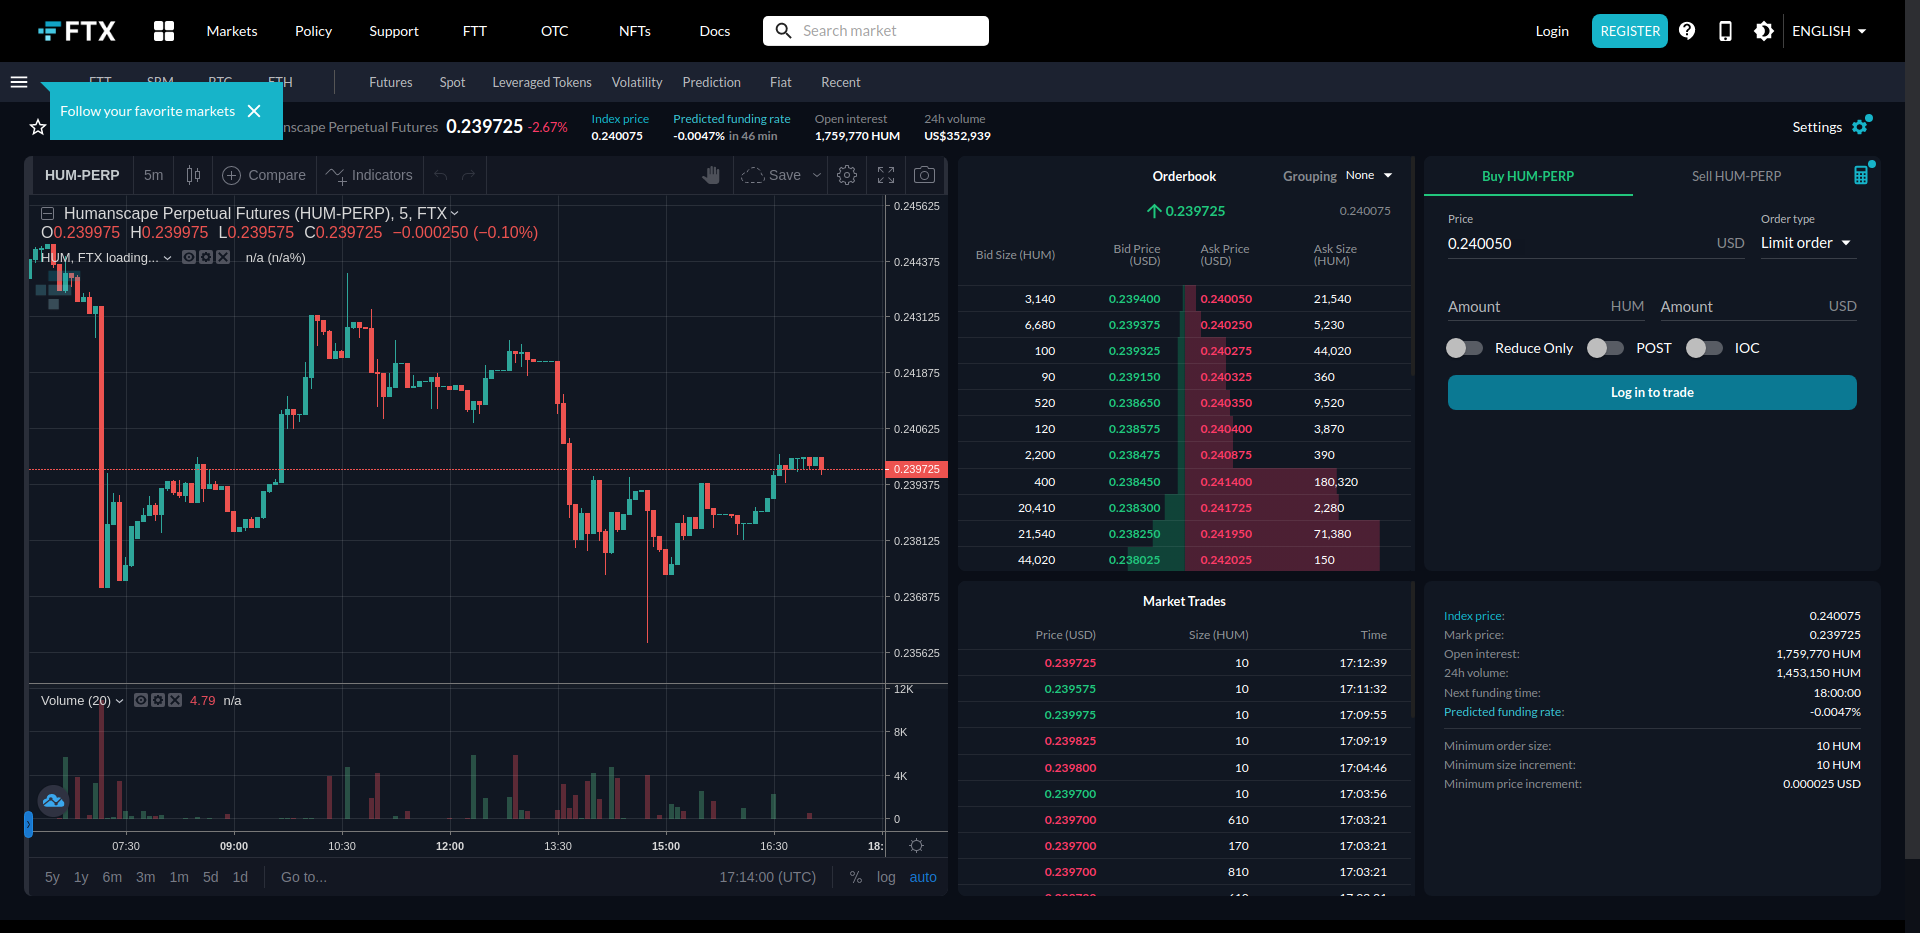 FTX Markets Policy Support FTT OTC NFTs Docs Search market Login REGISTER ENGLISH
FTT SRM BTC ETH Futures Spot Leveraged Tokens Volatility Prediction Fiat Recent
Follow your favorite markets
Perpetual Futures 0.239725 -2.67%
Index price
0.240075
Predicted funding rate
-0.0047% in 46 min
Open interest
1,759,770 HUM
24h volume
US$352,939
Settings
HUM-PERP 5m Compare Indicators Save
Humanscape Perpetual Futures (HUM-PERP), 5, FTX
O0.239975 H0.239975 L0.239575 C0.239725 −0.000250 (−0.10%)
HUM, FTX loading... n/a (n/a%)
0.245625
0.244375
0.243125
0.241875
0.240625
0.239725
0.239375
0.238125
0.236875
0.235625
Volume (20) 4.79 n/a
12K
8K
4K
0
07:30 09:00 10:30 12:00 13:30 15:00 16:30 18:
5y 1y 6m 3m 1m 5d 1d Go to... 17:14:00 (UTC) % log auto
Orderbook Grouping None
0.239725 0.240075
Bid Size (HUM) Bid Price (USD) Ask Price (USD) Ask Size (HUM)
3,140 0.239400 0.240050 21,540
6,680 0.239375 0.240250 5,230
100 0.239325 0.240275 44,020
90 0.239150 0.240325 360
520 0.238650 0.240350 9,520
120 0.238575 0.240400 3,870
2,200 0.238475 0.240875 390
400 0.238450 0.241400 180,320
20,410 0.238300 0.241725 2,280
21,540 0.238250 0.241950 71,380
44,020 0.238025 0.242025 150
Market Trades
Price (USD) Size (HUM) Time
0.239725 10 17:12:39
0.239575 10 17:11:32
0.239975 10 17:09:55
0.239825 10 17:09:19
0.239800 10 17:04:46
0.239700 10 17:03:56
0.239700 610 17:03:21
0.239700 170 17:03:21
0.239700 810 17:03:21
Buy HUM-PERP Sell HUM-PERP
Price Order type
0.240050 USD Limit order
Amount HUM Amount USD
Reduce Only POST IOC
Log in to trade
Index price: 0.240075
Mark price: 0.239725
Open interest: 1,759,770 HUM
24h volume: 1,453,150 HUM
Next funding time: 18:00:00
Predicted funding rate: -0.0047%
Minimum order size: 10 HUM
Minimum size increment: 10 HUM
Minimum price increment: 0.000025 USD